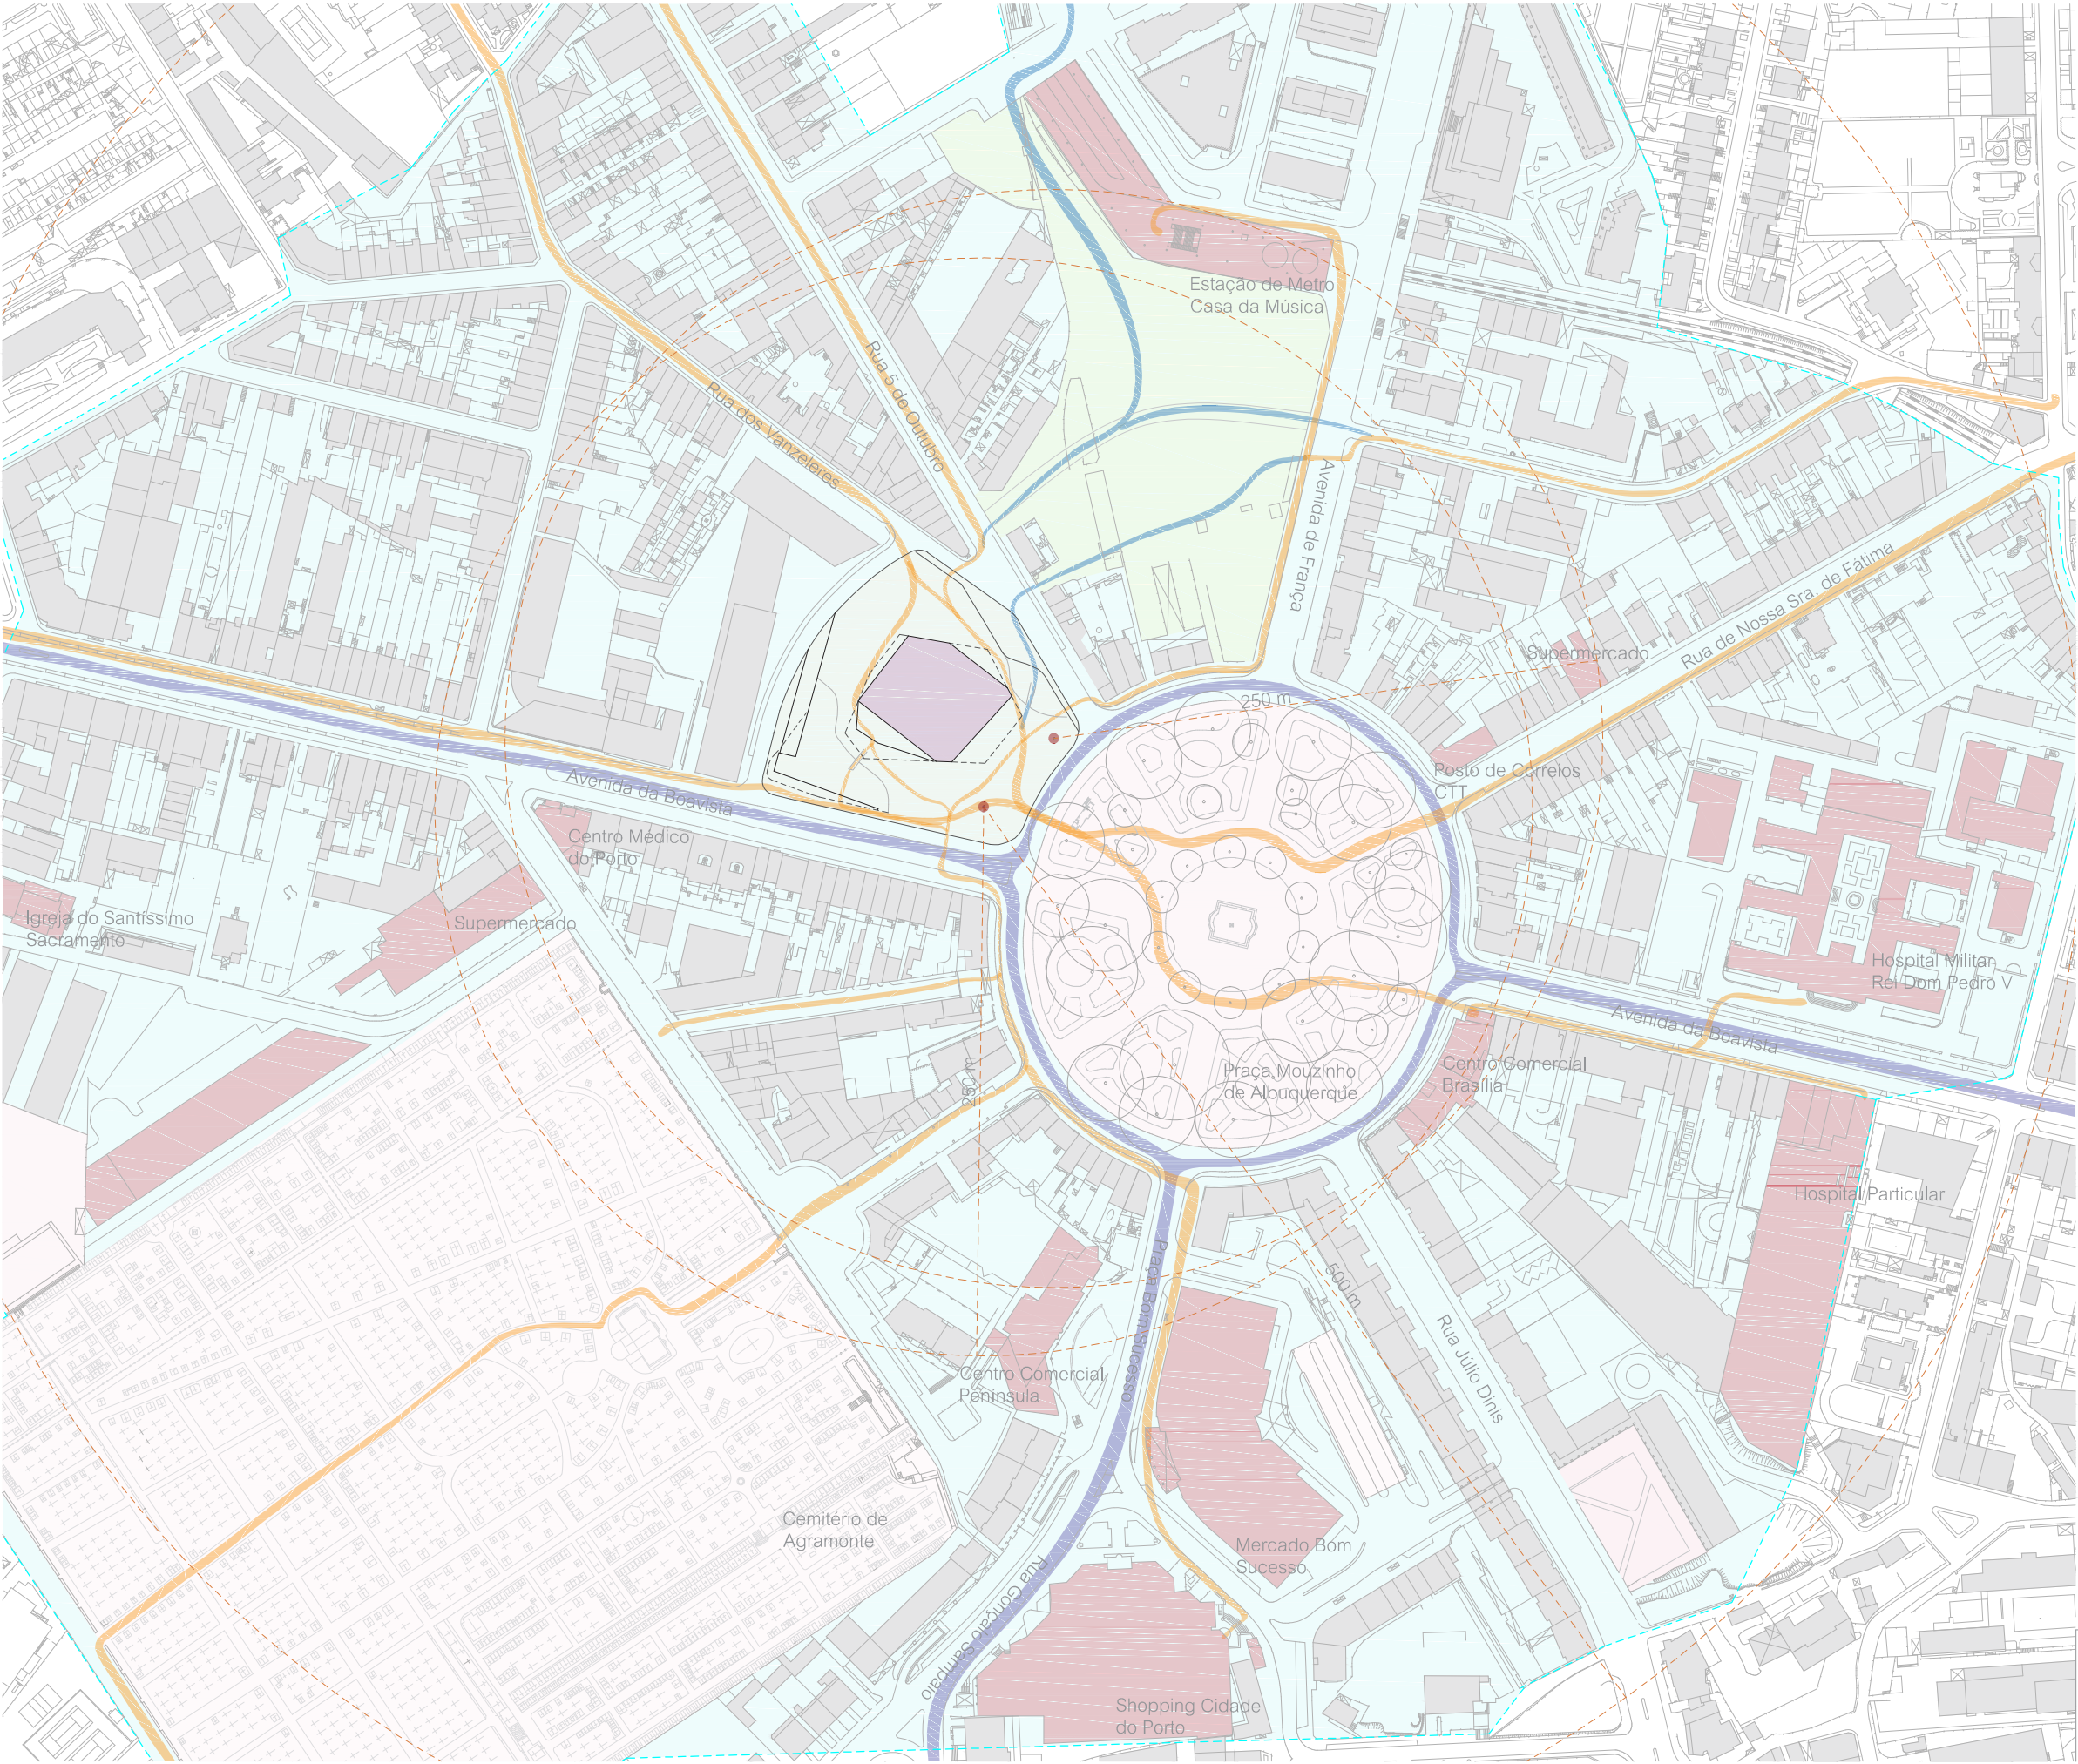 Estação de Metro
Casa da Música
Rua 5 de Outubro
Rua dos Vanzeleres
Avenida de França
Rua de Nossa Sra. de Fátima
Supermercado
250 m
Posto de Correios
CTT
Avenida da Boavista
Centro Médico
do Porto
Igreja do Santíssimo
Sacramento
Supermercado
Hospital Militar
Rei Dom Pedro V
Avenida da Boavista
Centro Comercial
Brasília
Praça Mouzinho
de Albuquerque
250 m
Hospital Particular
Praça Bom Sucesso
500 m
Rua Júlio Dinis
Centro Comercial
Península
Cemitério de
Agramonte
Mercado Bom
Sucesso
Rua Gonçalo Sampaio
Shopping Cidade
do Porto